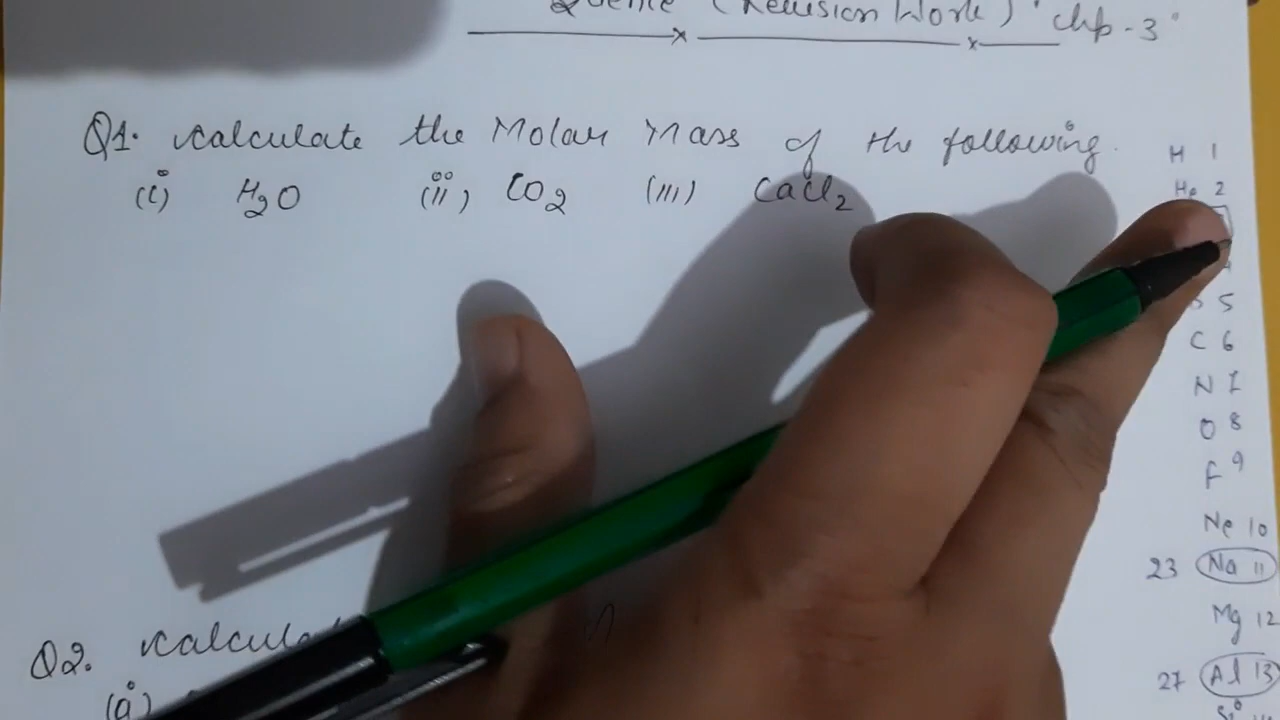 (Revision Work) "Chp-3"
Q1. calculate the Molar Mass of the following.
(i) H2O (ii) CO2 (iii) CaCl2
H 1
He 2
5
C 6
N 7
O 8
F 9
Ne 10
23 Na 11
Mg 12
27 Al 13
Si
Q2.
(a)